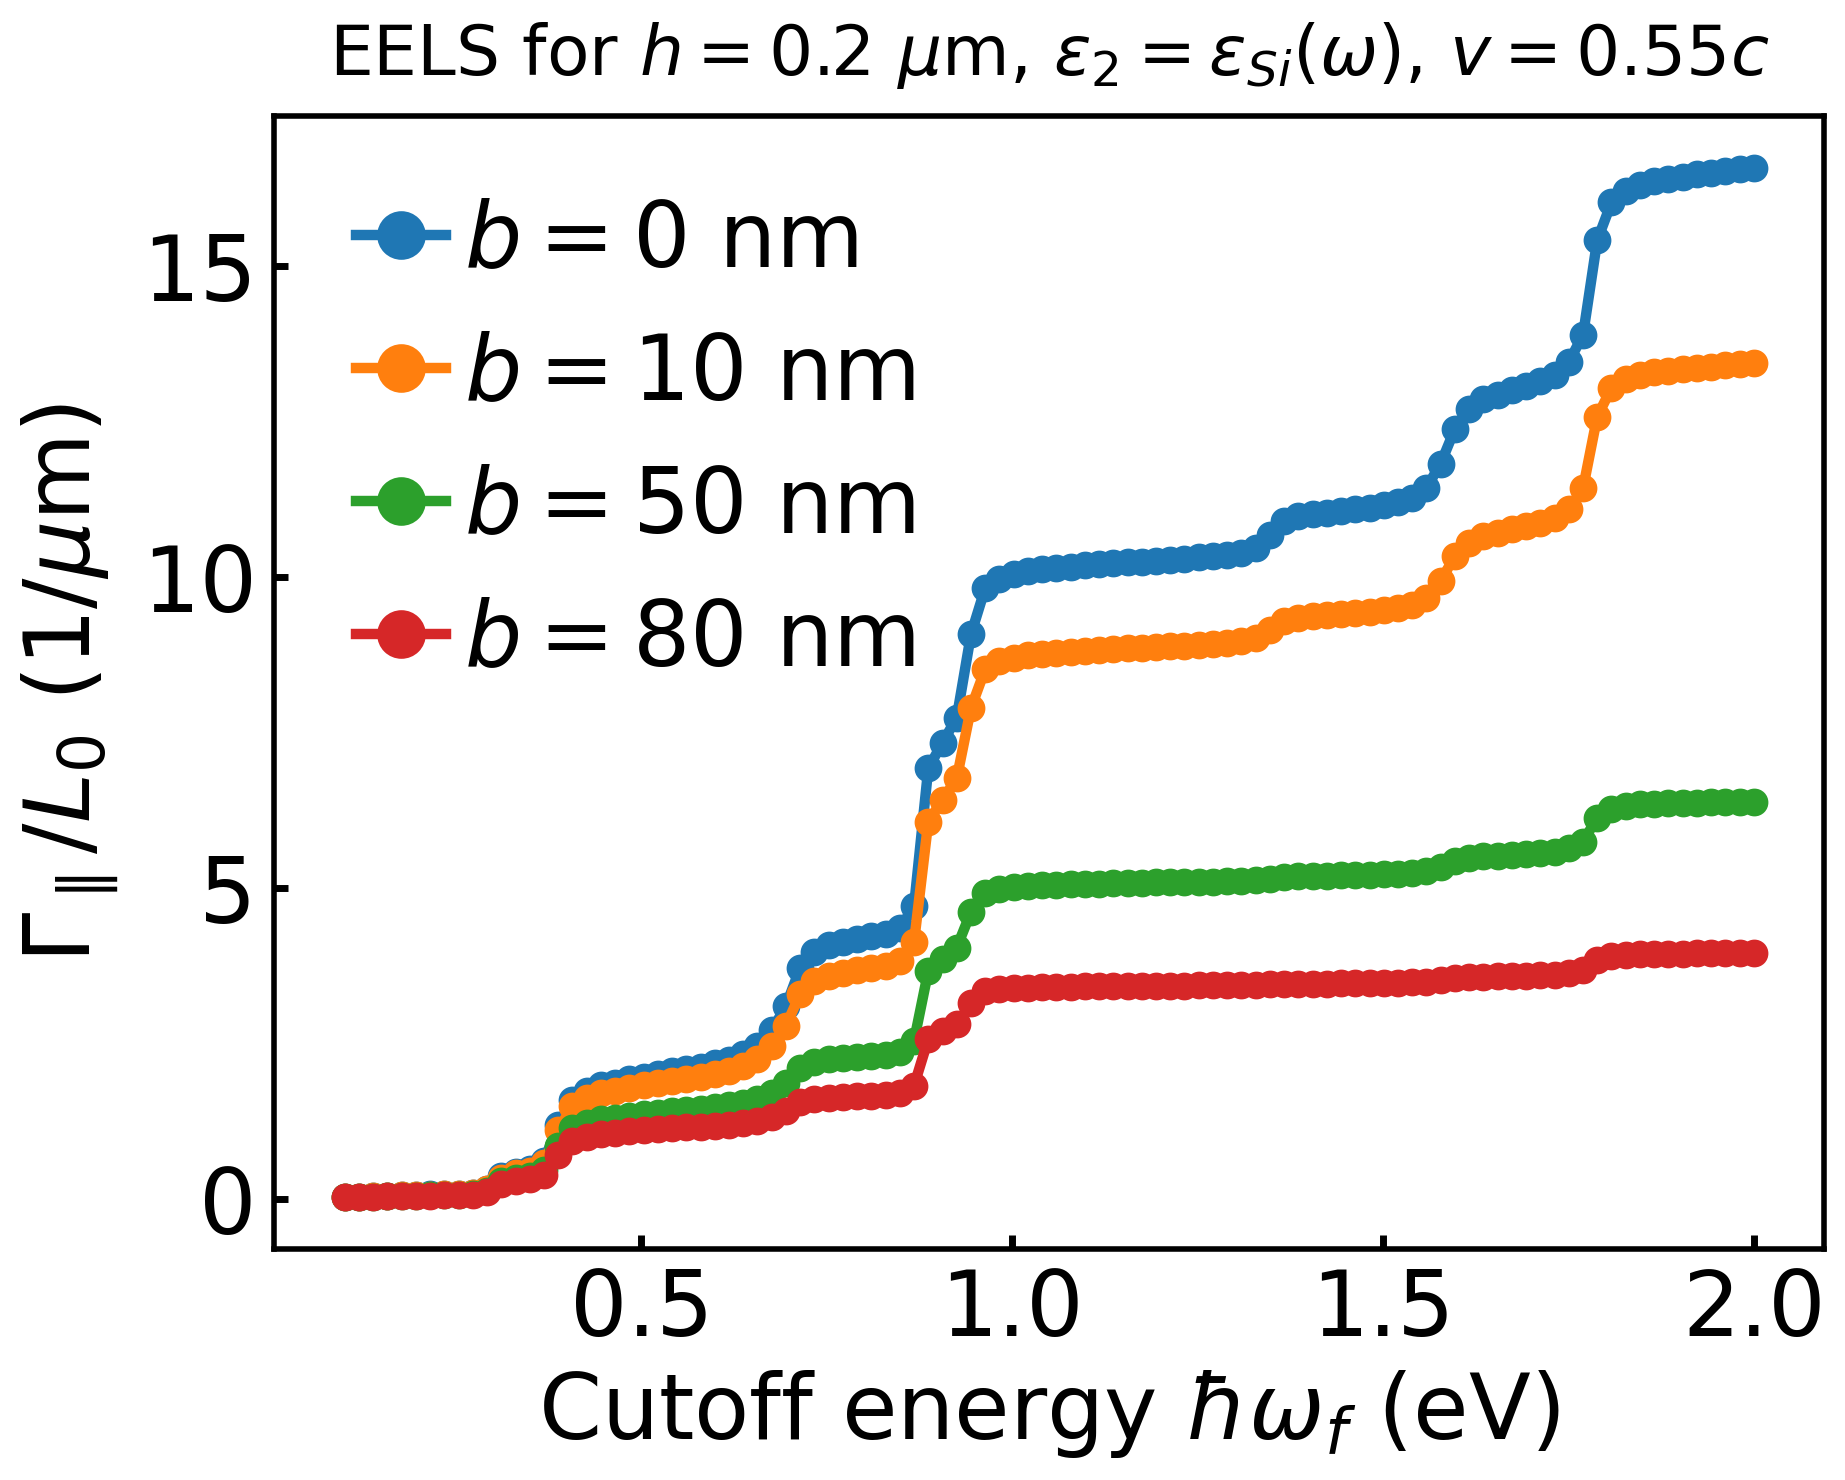 EELS for h = 0.2 μm, ε₂ = ε_Si(ω), v = 0.55c
Γ∥/L₀ (1/μm)
15
10
5
0
b = 0 nm
b = 10 nm
b = 50 nm
b = 80 nm
0.5 1.0 1.5 2.0
Cutoff energy ℏω_f (eV)